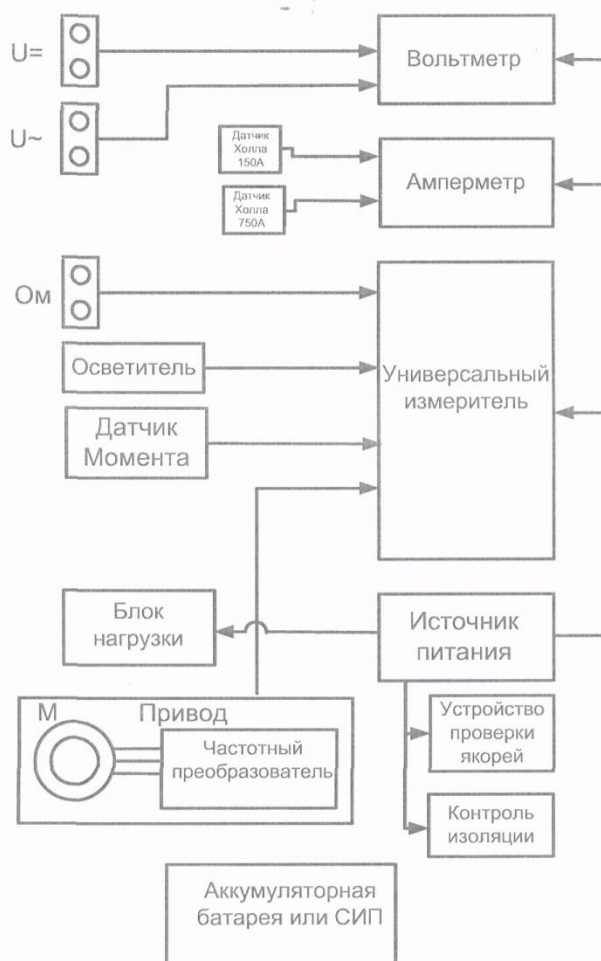 U=
Вольтметр
U~
Датчик
Холла
150А
Амперметр
Датчик
Холла
750А
Ом
Осветитель
Универсальный
измеритель
Датчик
Момента
Блок
нагрузки
Источник
питания
М
Привод
Частотный
преобразователь
Устройство
проверки
якорей
Контроль
изоляции
Аккумуляторная
батарея или СИП